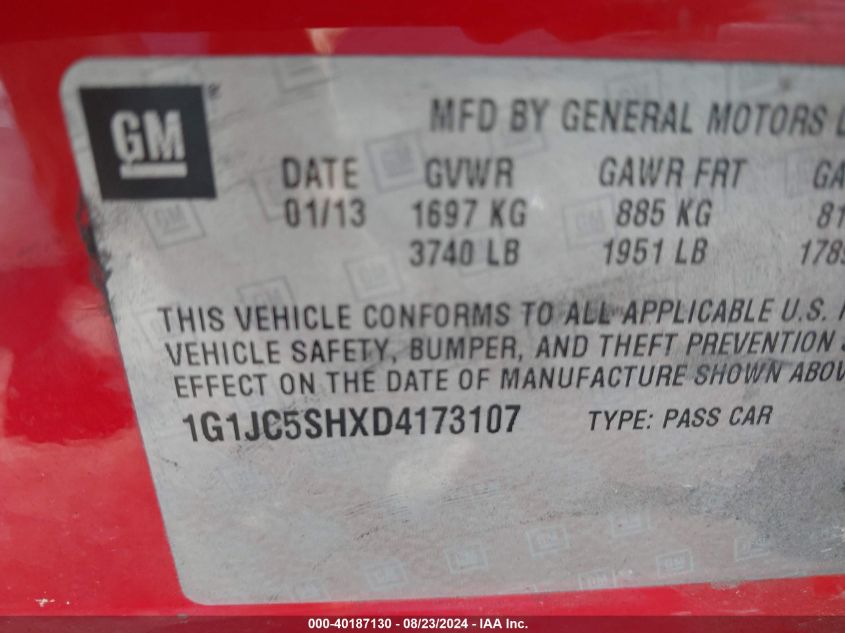 GM®
MFD BY GENERAL MOTORS
DATE GVWR GAWR FRT
01/13 1697 KG 885 KG
3740 LB 1951 LB
THIS VEHICLE CONFORMS TO ALL APPLICABLE U.S.
VEHICLE SAFETY, BUMPER, AND THEFT PREVENTION
EFFECT ON THE DATE OF MANUFACTURE SHOWN
1G1JC5SHXD4173107 TYPE: PASS CAR
000-40187130 - 08/23/2024 - IAA Inc.